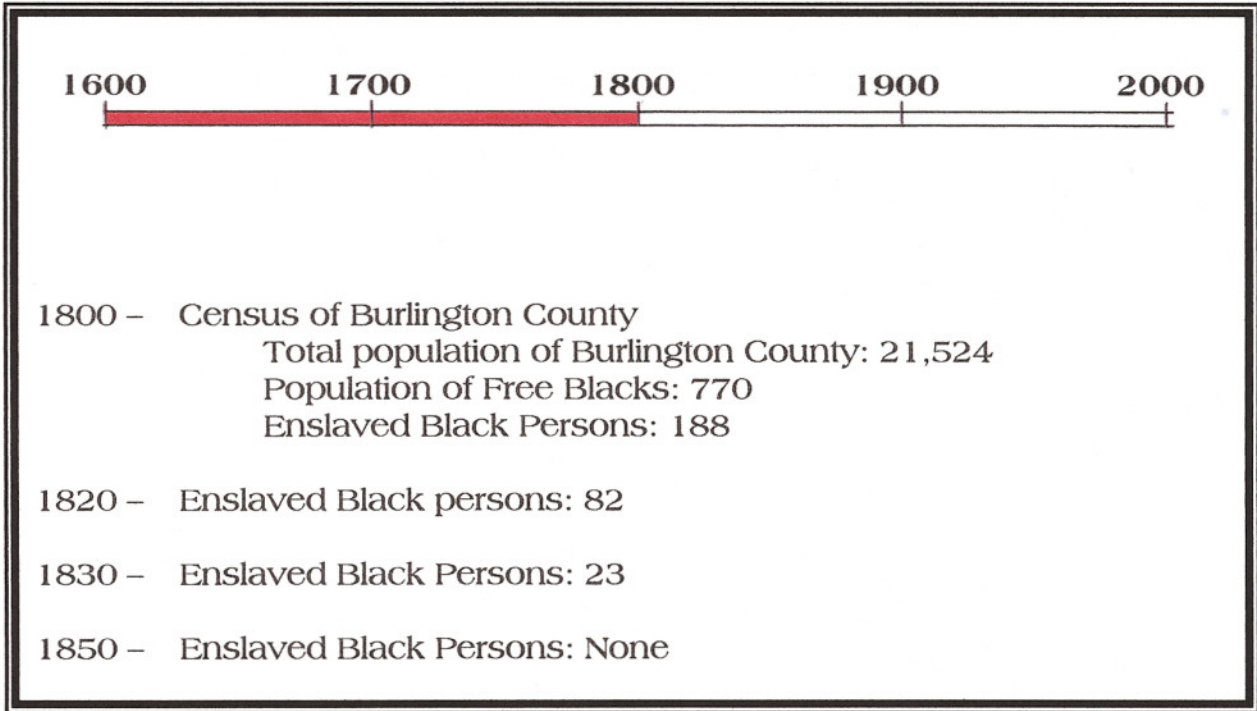 1600 1700 1800 1900 2000
1800 – Census of Burlington County
Total population of Burlington County: 21,524
Population of Free Blacks: 770
Enslaved Black Persons: 188
1820 – Enslaved Black persons: 82
1830 – Enslaved Black Persons: 23
1850 – Enslaved Black Persons: None